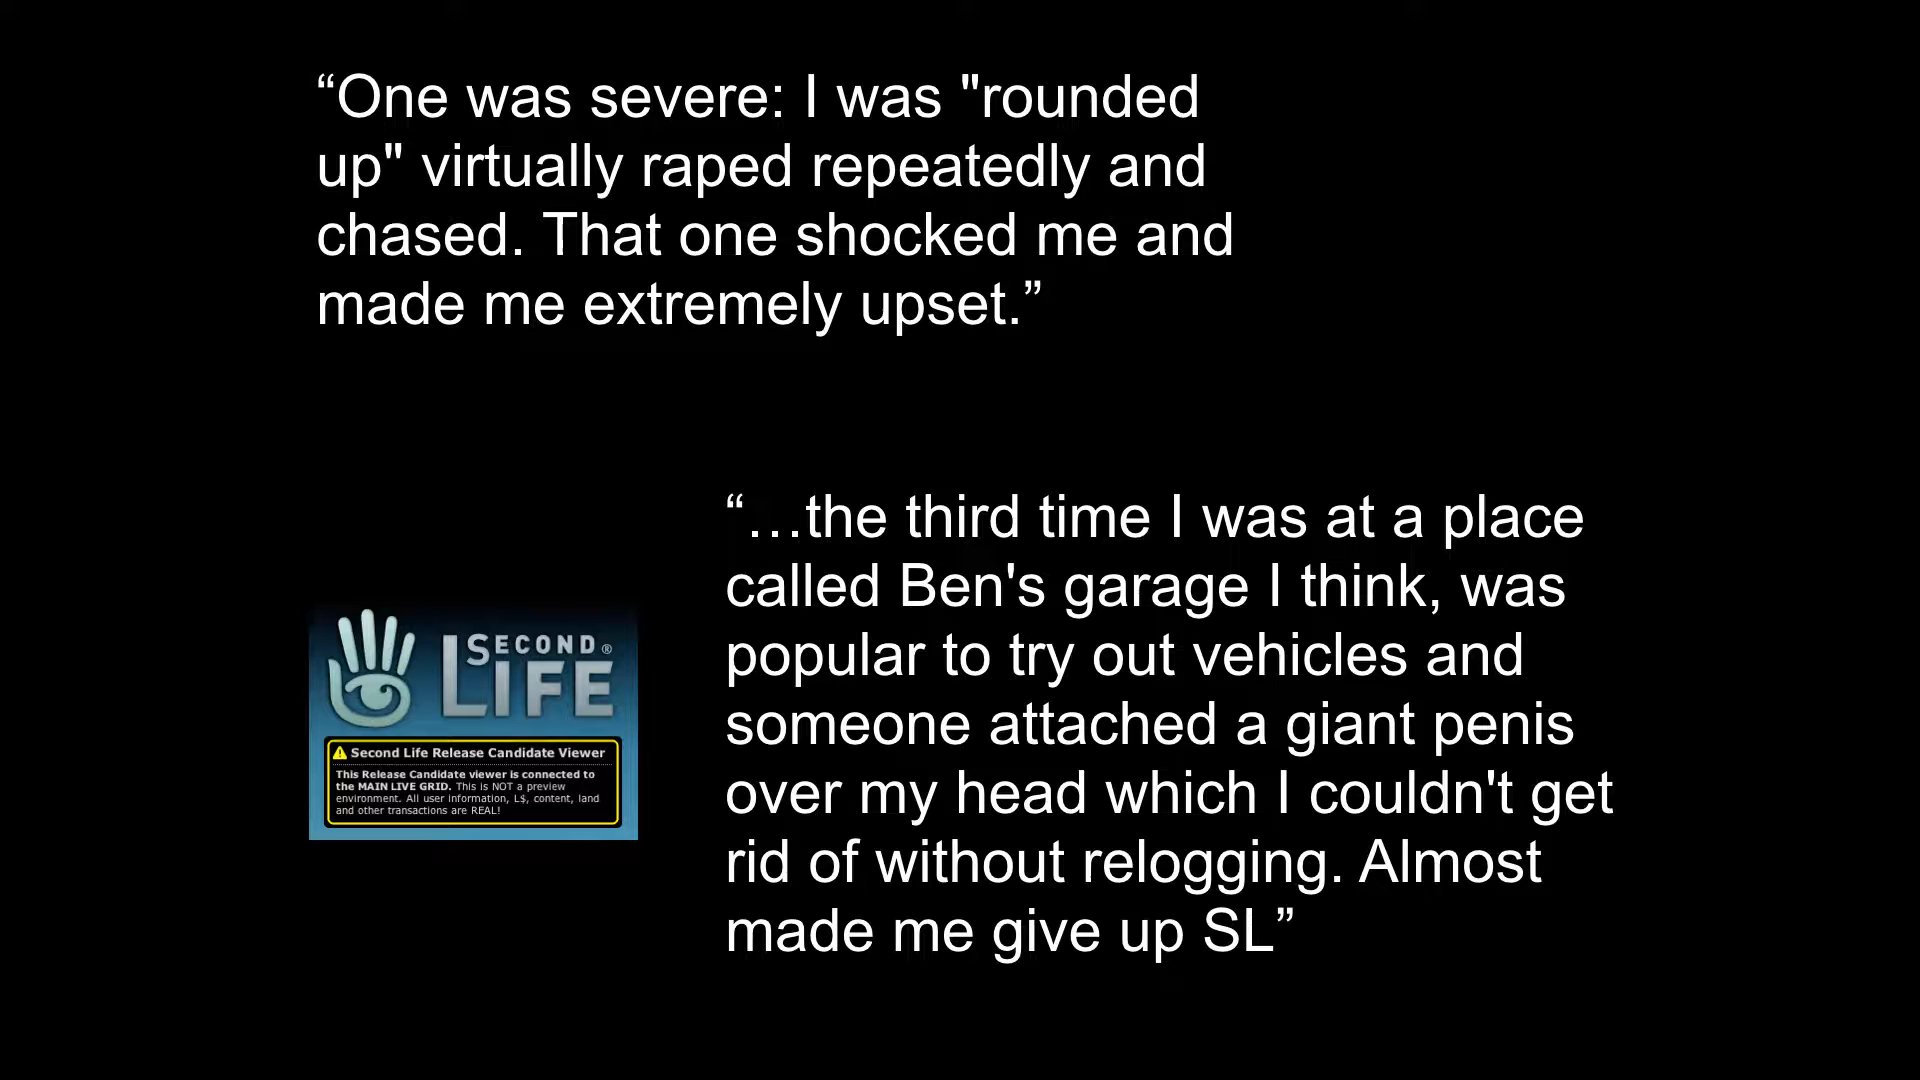 “One was severe: I was "rounded
up" virtually raped repeatedly and
chased. That one shocked me and
made me extremely upset.”
“…the third time I was at a place
called Ben's garage I think, was
popular to try out vehicles and
someone attached a giant penis
over my head which I couldn't get
rid of without relogging. Almost
made me give up SL”
SECOND®
LIFE
Second Life Release Candidate Viewer
This Release Candidate viewer is connected to
the MAIN LIVE GRID. This is NOT a preview
environment. All user information, L$, content, land
and other transactions are REAL!